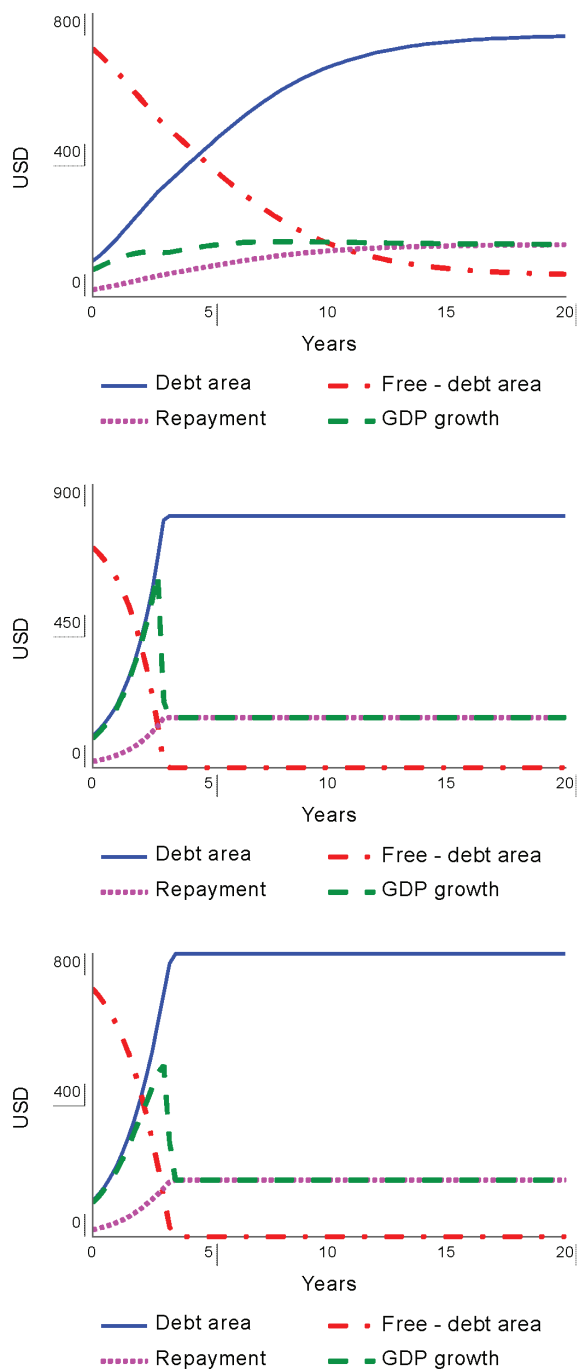 800
USD
400
0
0 5 10 15 20
Years
Debt area Free - debt area
Repayment GDP growth
900
USD
450
0
0 5 10 15 20
Years
Debt area Free - debt area
Repayment GDP growth
800
USD
400
0
0 5 10 15 20
Years
Debt area Free - debt area
Repayment GDP growth